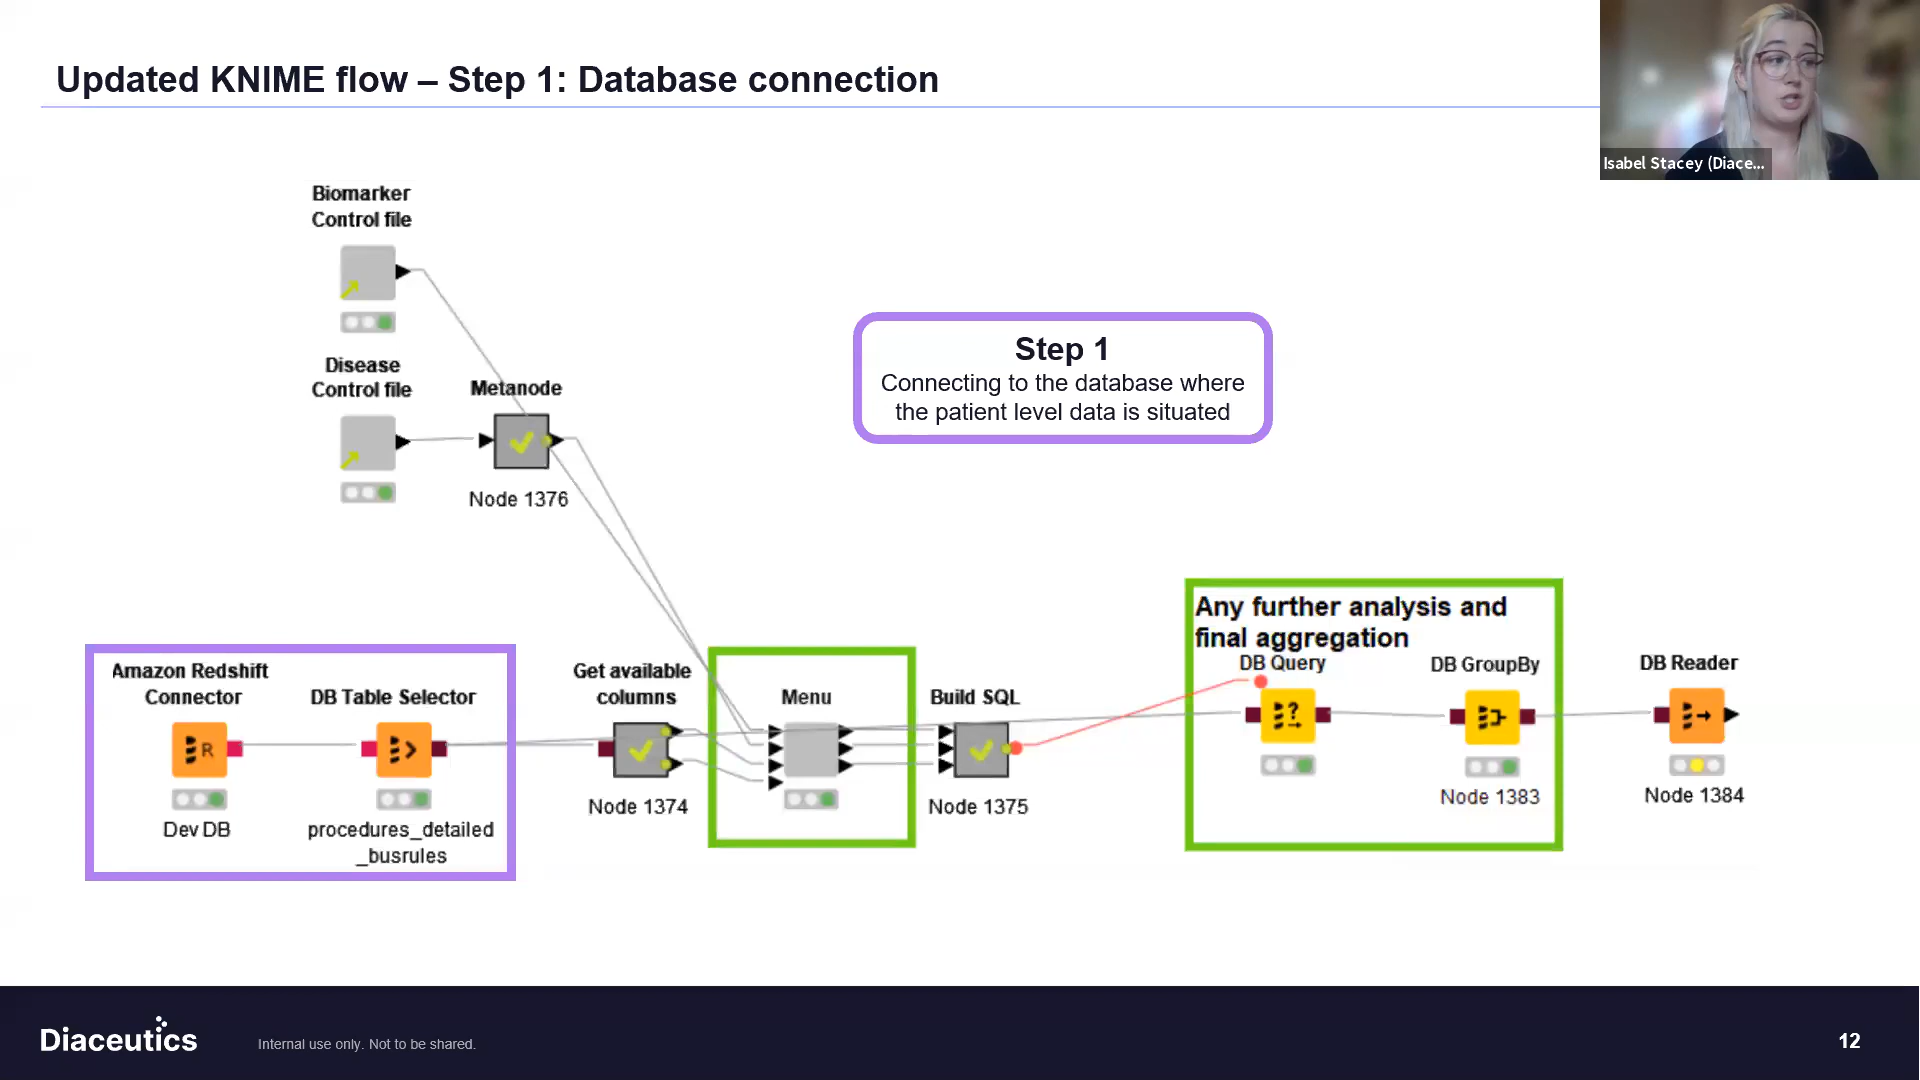 Updated KNIME flow – Step 1: Database connection
Isabel Stacey (Diace...
Biomarker
Control file
Disease
Control file
Metanode
Node 1376
Step 1
Connecting to the database where
the patient level data is situated
Any further analysis and
final aggregation
Amazon Redshift
Connector
Dev DB
DB Table Selector
procedures_detailed
_busrules
Get available
columns
Node 1374
Menu
Build SQL
Node 1375
DB Query
DB GroupBy
Node 1383
DB Reader
Node 1384
R
?
Diaceutics
Internal use only. Not to be shared.
12